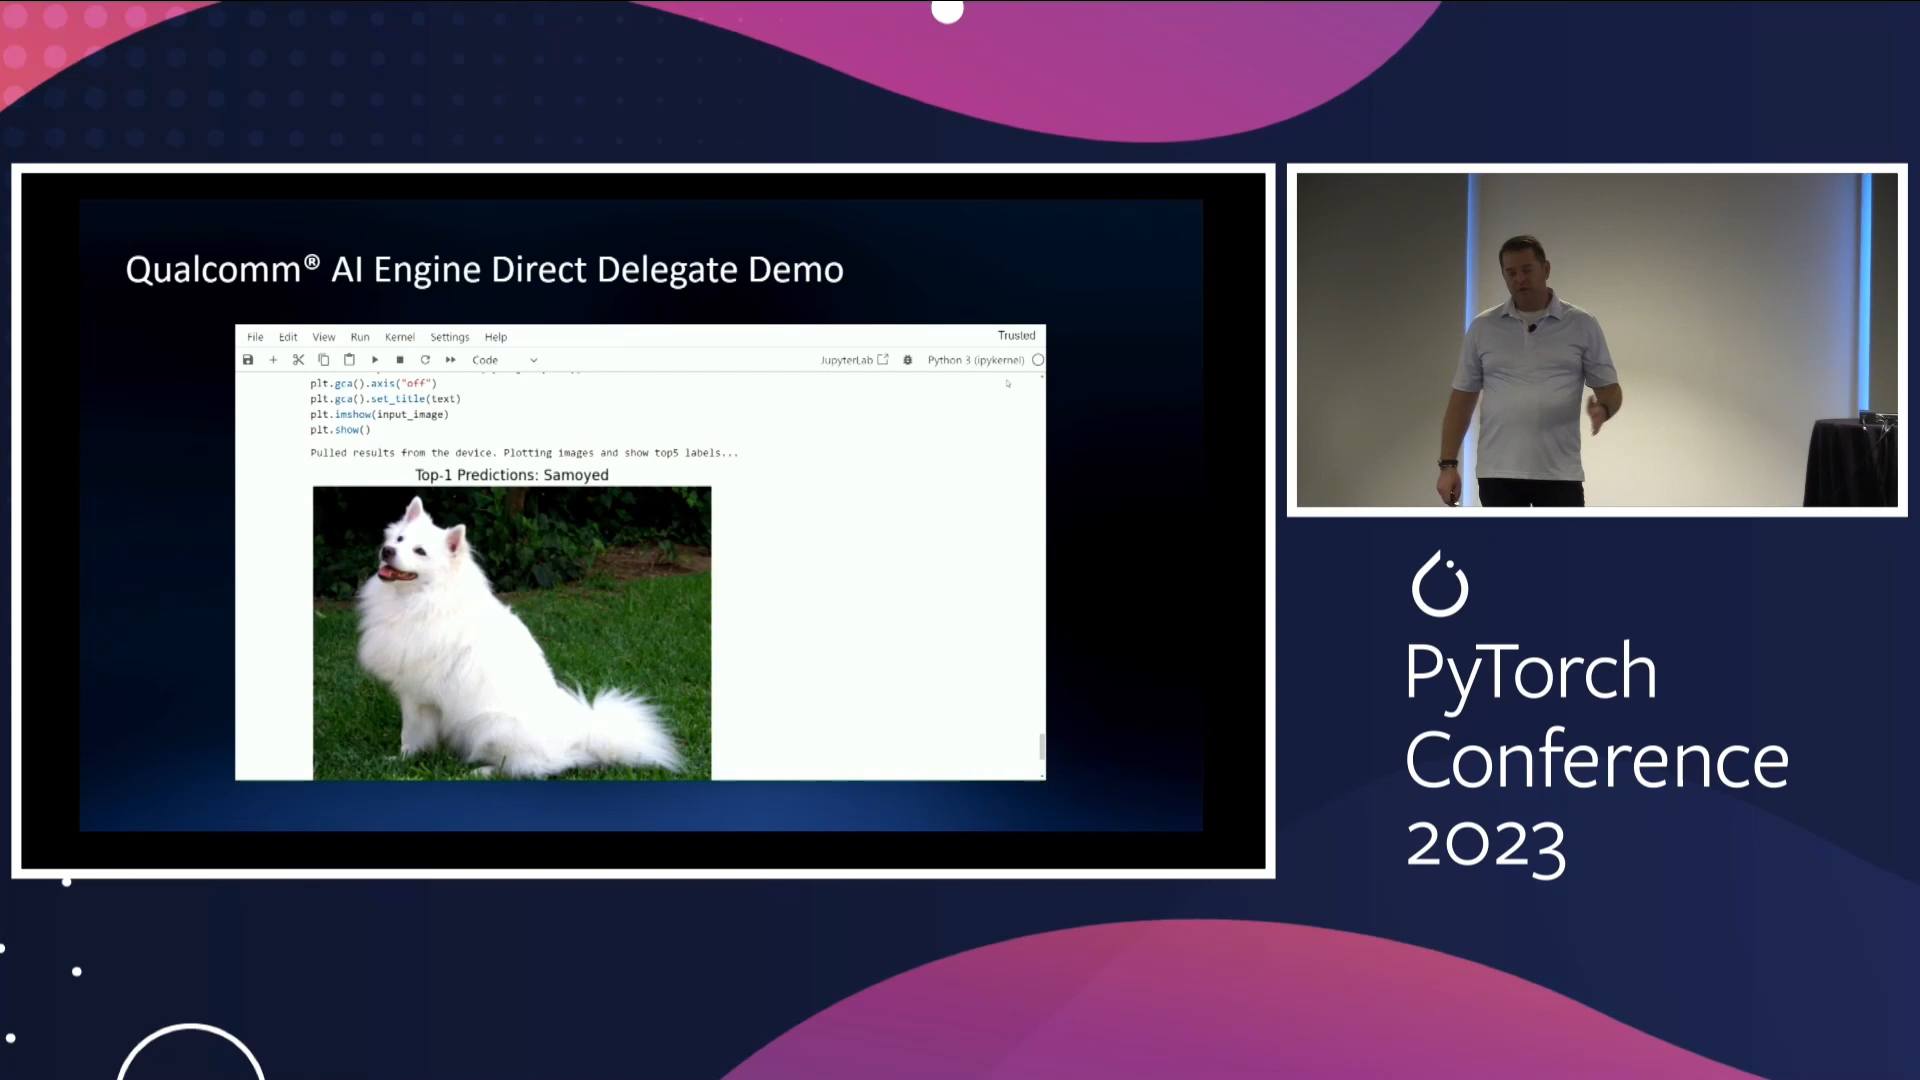 Qualcomm® AI Engine Direct Delegate Demo
File Edit View Run Kernel Settings Help Trusted
Code JupyterLab Python 3 (ipykernel)
plt.gca().axis("off")
plt.gca().set_title(text)
plt.imshow(input_image)
plt.show()
Pulled results from the device. Plotting images and show top5 labels...
Top-1 Predictions: Samoyed
PyTorch
Conference
2023